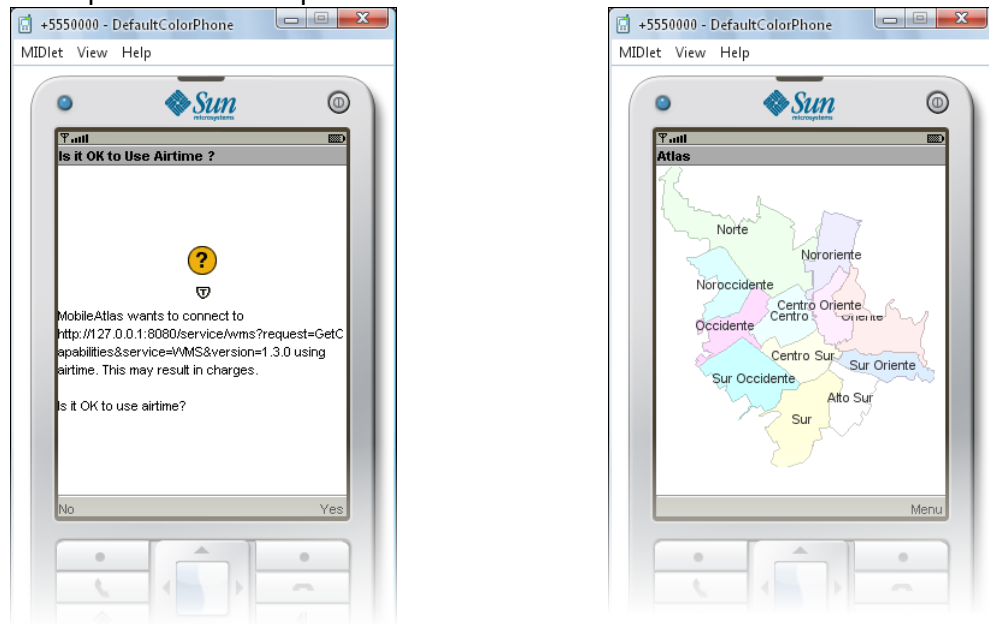 +5550000 - DefaultColorPhone
MIDlet View Help
Sun
microsystems
Is it OK to Use Airtime ?
?
T
MobileAtlas wants to connect to
http://127.0.0.1:8080/service/wms?request=GetC
apabilities&service=WMS&version=1.3.0 using
airtime. This may result in charges.
Is it OK to use airtime?
No Yes
+5550000 - DefaultColorPhone
MIDlet View Help
Sun
microsystems
Atlas
Norte
Nororiente
Noroccidente
Centro Oriente
Occidente Centro Oriente
Centro Sur
Sur Oriente
Sur Occidente
Alto Sur
Sur
Menu